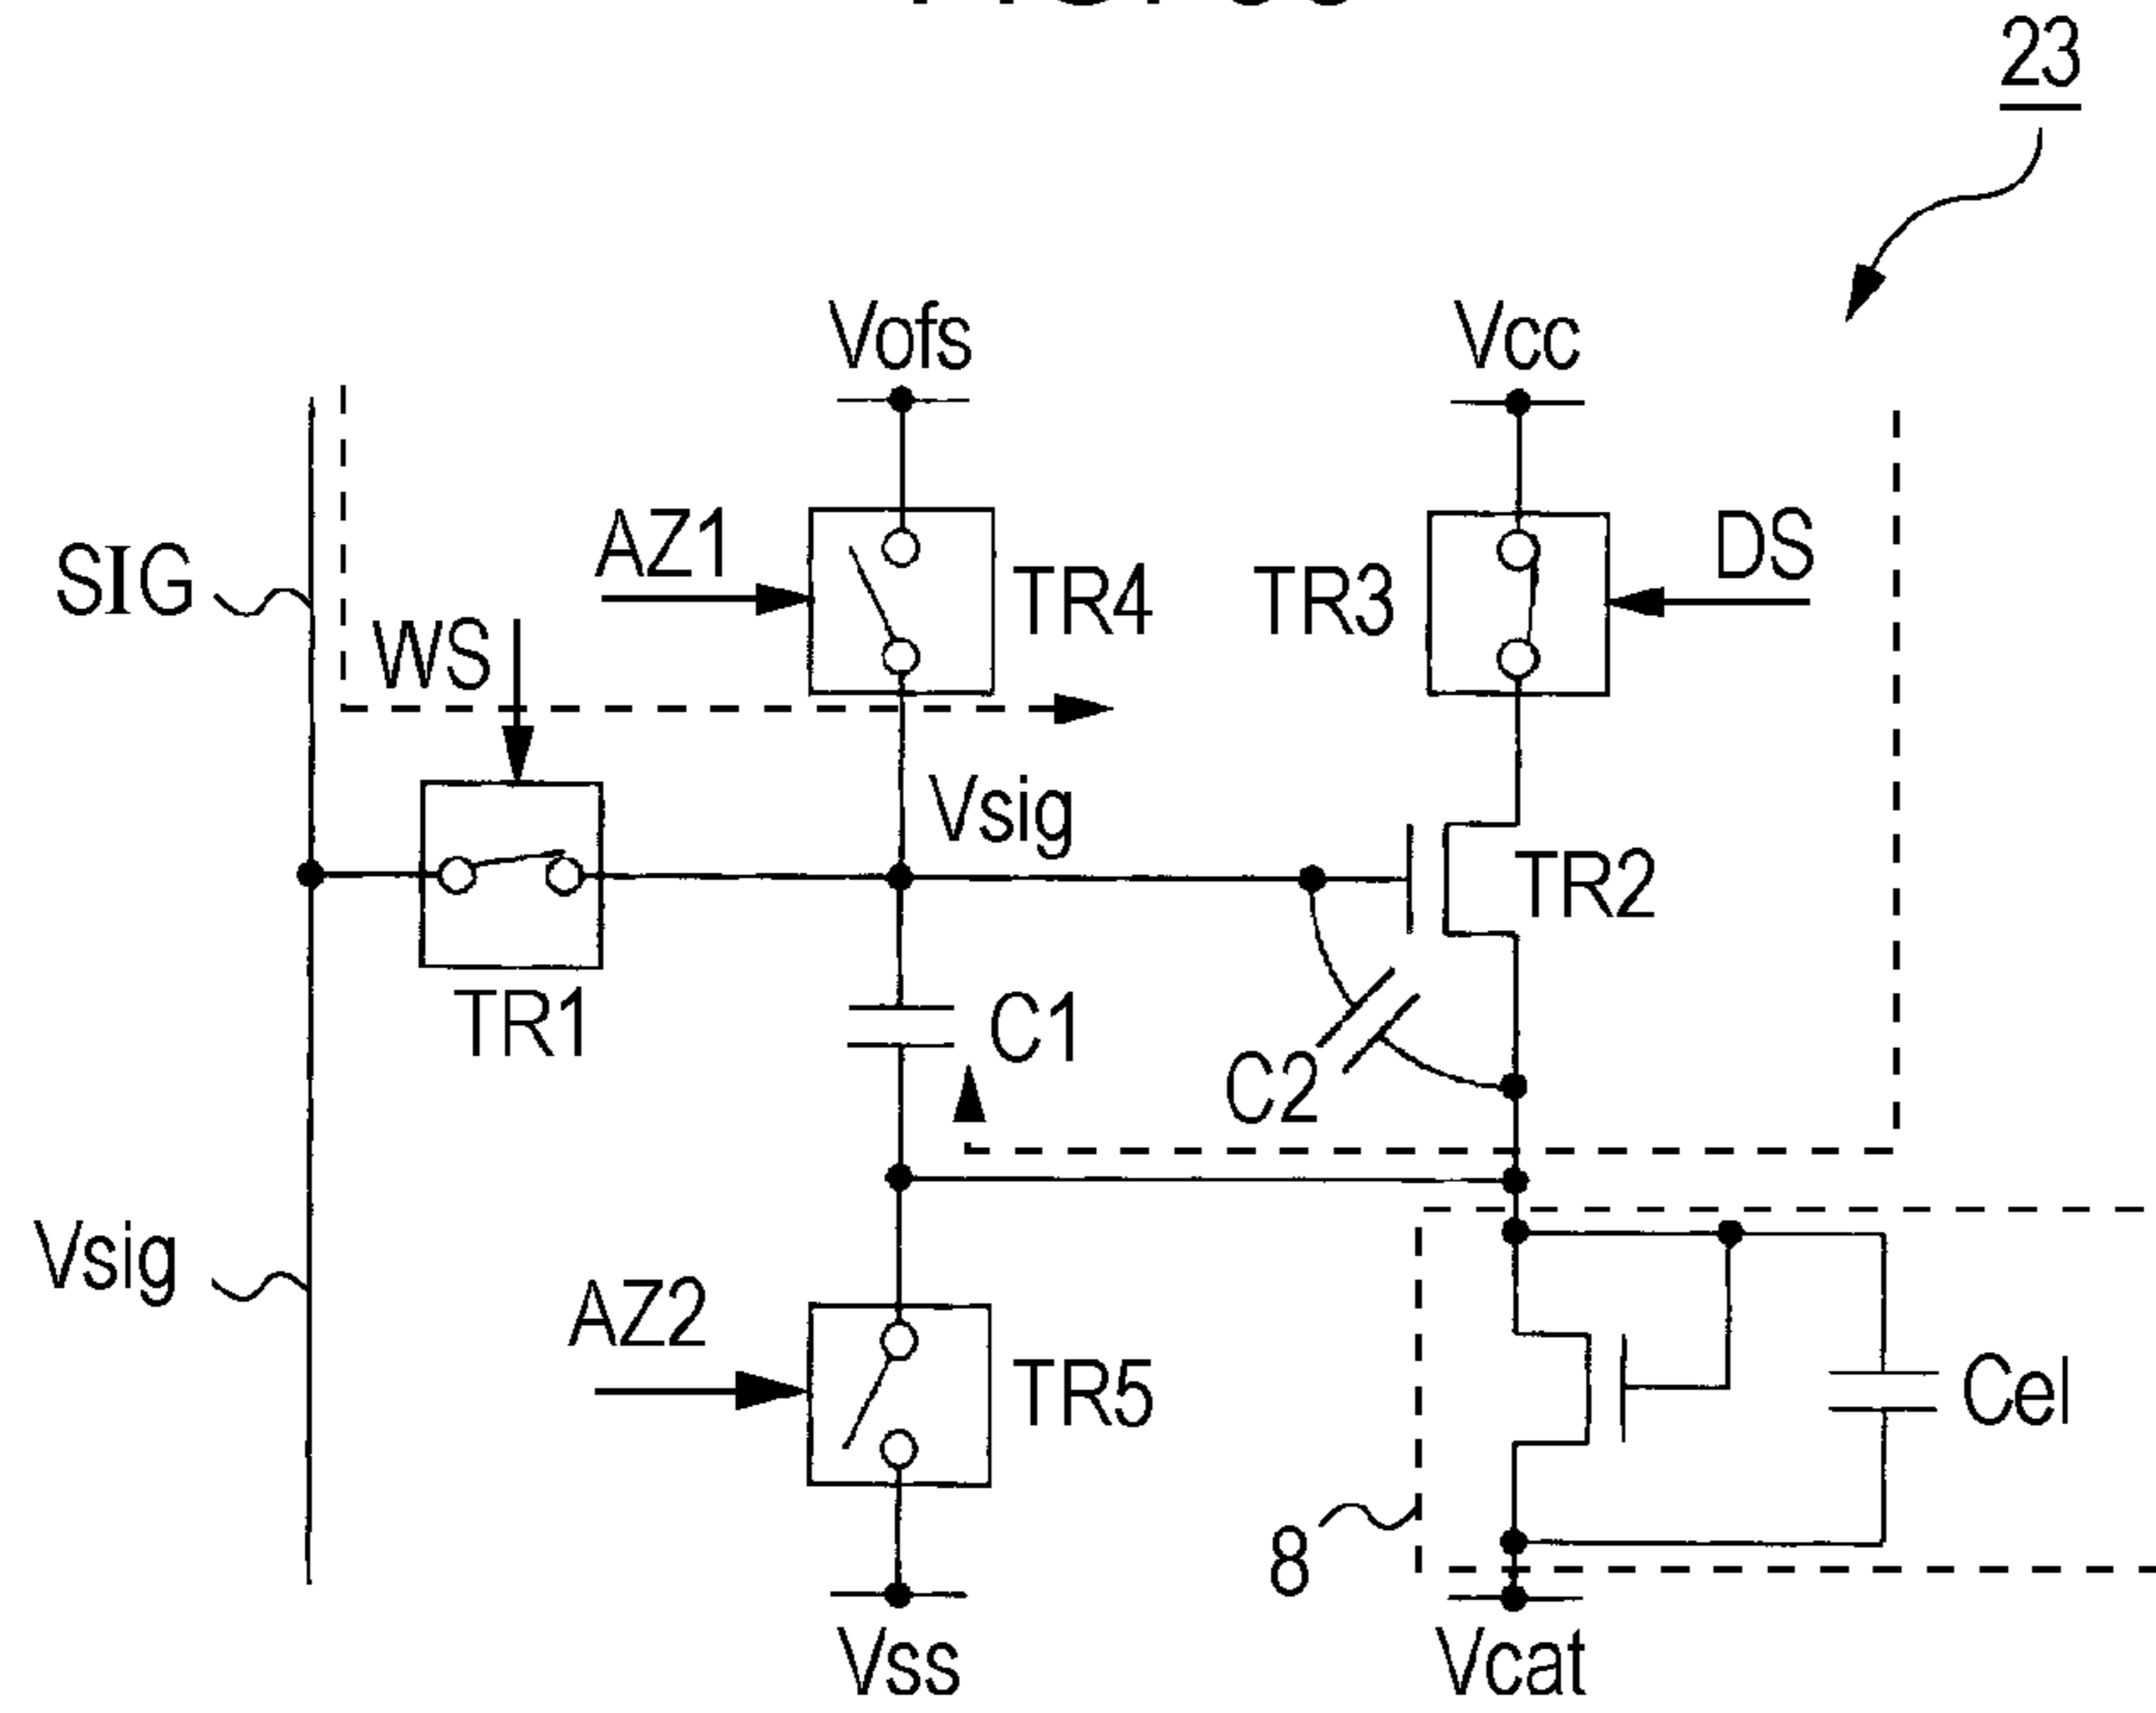 23
Vofs
Vcc
SIG
AZ1
TR4
TR3
DS
WS
Vsig
TR2
TR1
C1
C2
Vsig
AZ2
TR5
Cel
8
Vss
Vcat